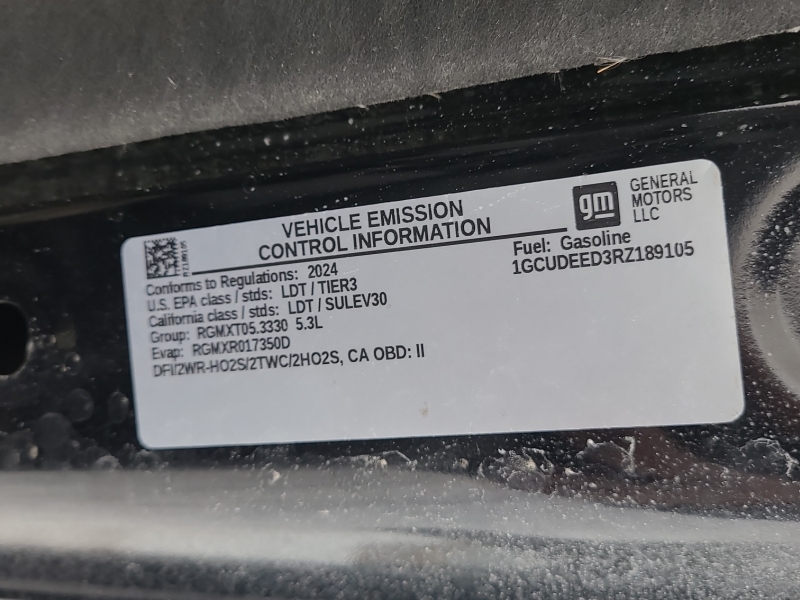 VEHICLE EMISSION
CONTROL INFORMATION
gm
GENERAL
MOTORS
LLC
Fuel: Gasoline
1GCUDEED3RZ189105
Conforms to Regulations: 2024
U.S. EPA class / stds: LDT / TIER3
California class / stds: LDT / SULEV30
Group: RGMXT05.3330 5.3L
Evap: RGMXR017350D
DFI/2WR-HO2S/2TWC/2HO2S, CA OBD: II